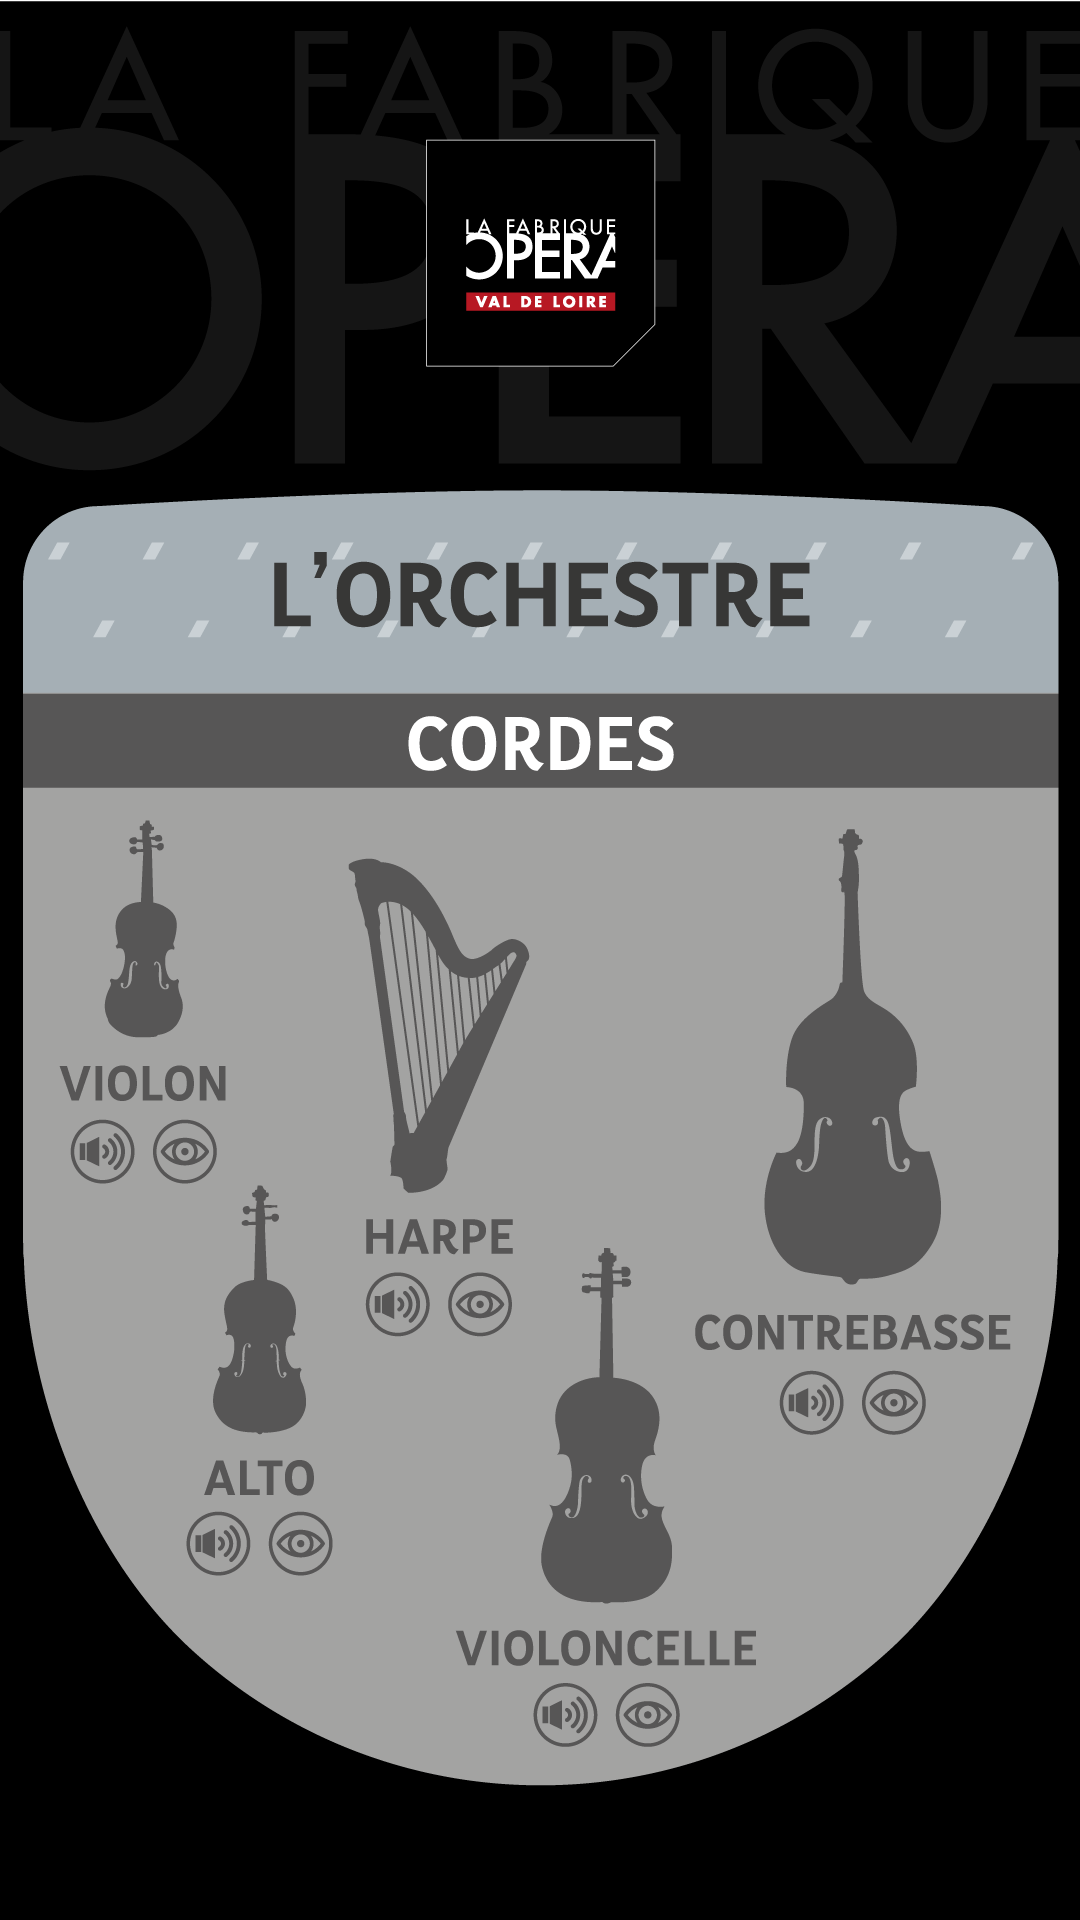 LA FABRIQUE
OPERA
LA FABRIQUE
OPERA
VAL DE LOIRE
L’ORCHESTRE
CORDES
VIOLON
HARPE
CONTREBASSE
ALTO
VIOLONCELLE